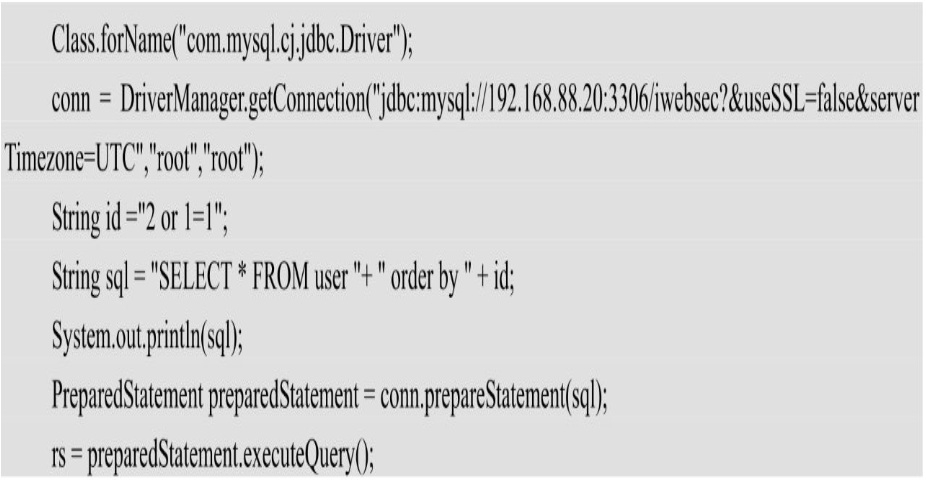 Class.forName("com.mysql.cj.jdbc.Driver");
conn = DriverManager.getConnection("jdbc:mysql://192.168.88.20:3306/iwebsec?&useSSL=false&server
Timezone=UTC","root","root");
String id ="2 or 1=1";
String sql = "SELECT * FROM user "+ " order by " + id;
System.out.println(sql);
PreparedStatement preparedStatement = conn.prepareStatement(sql);
rs = preparedStatement.executeQuery();